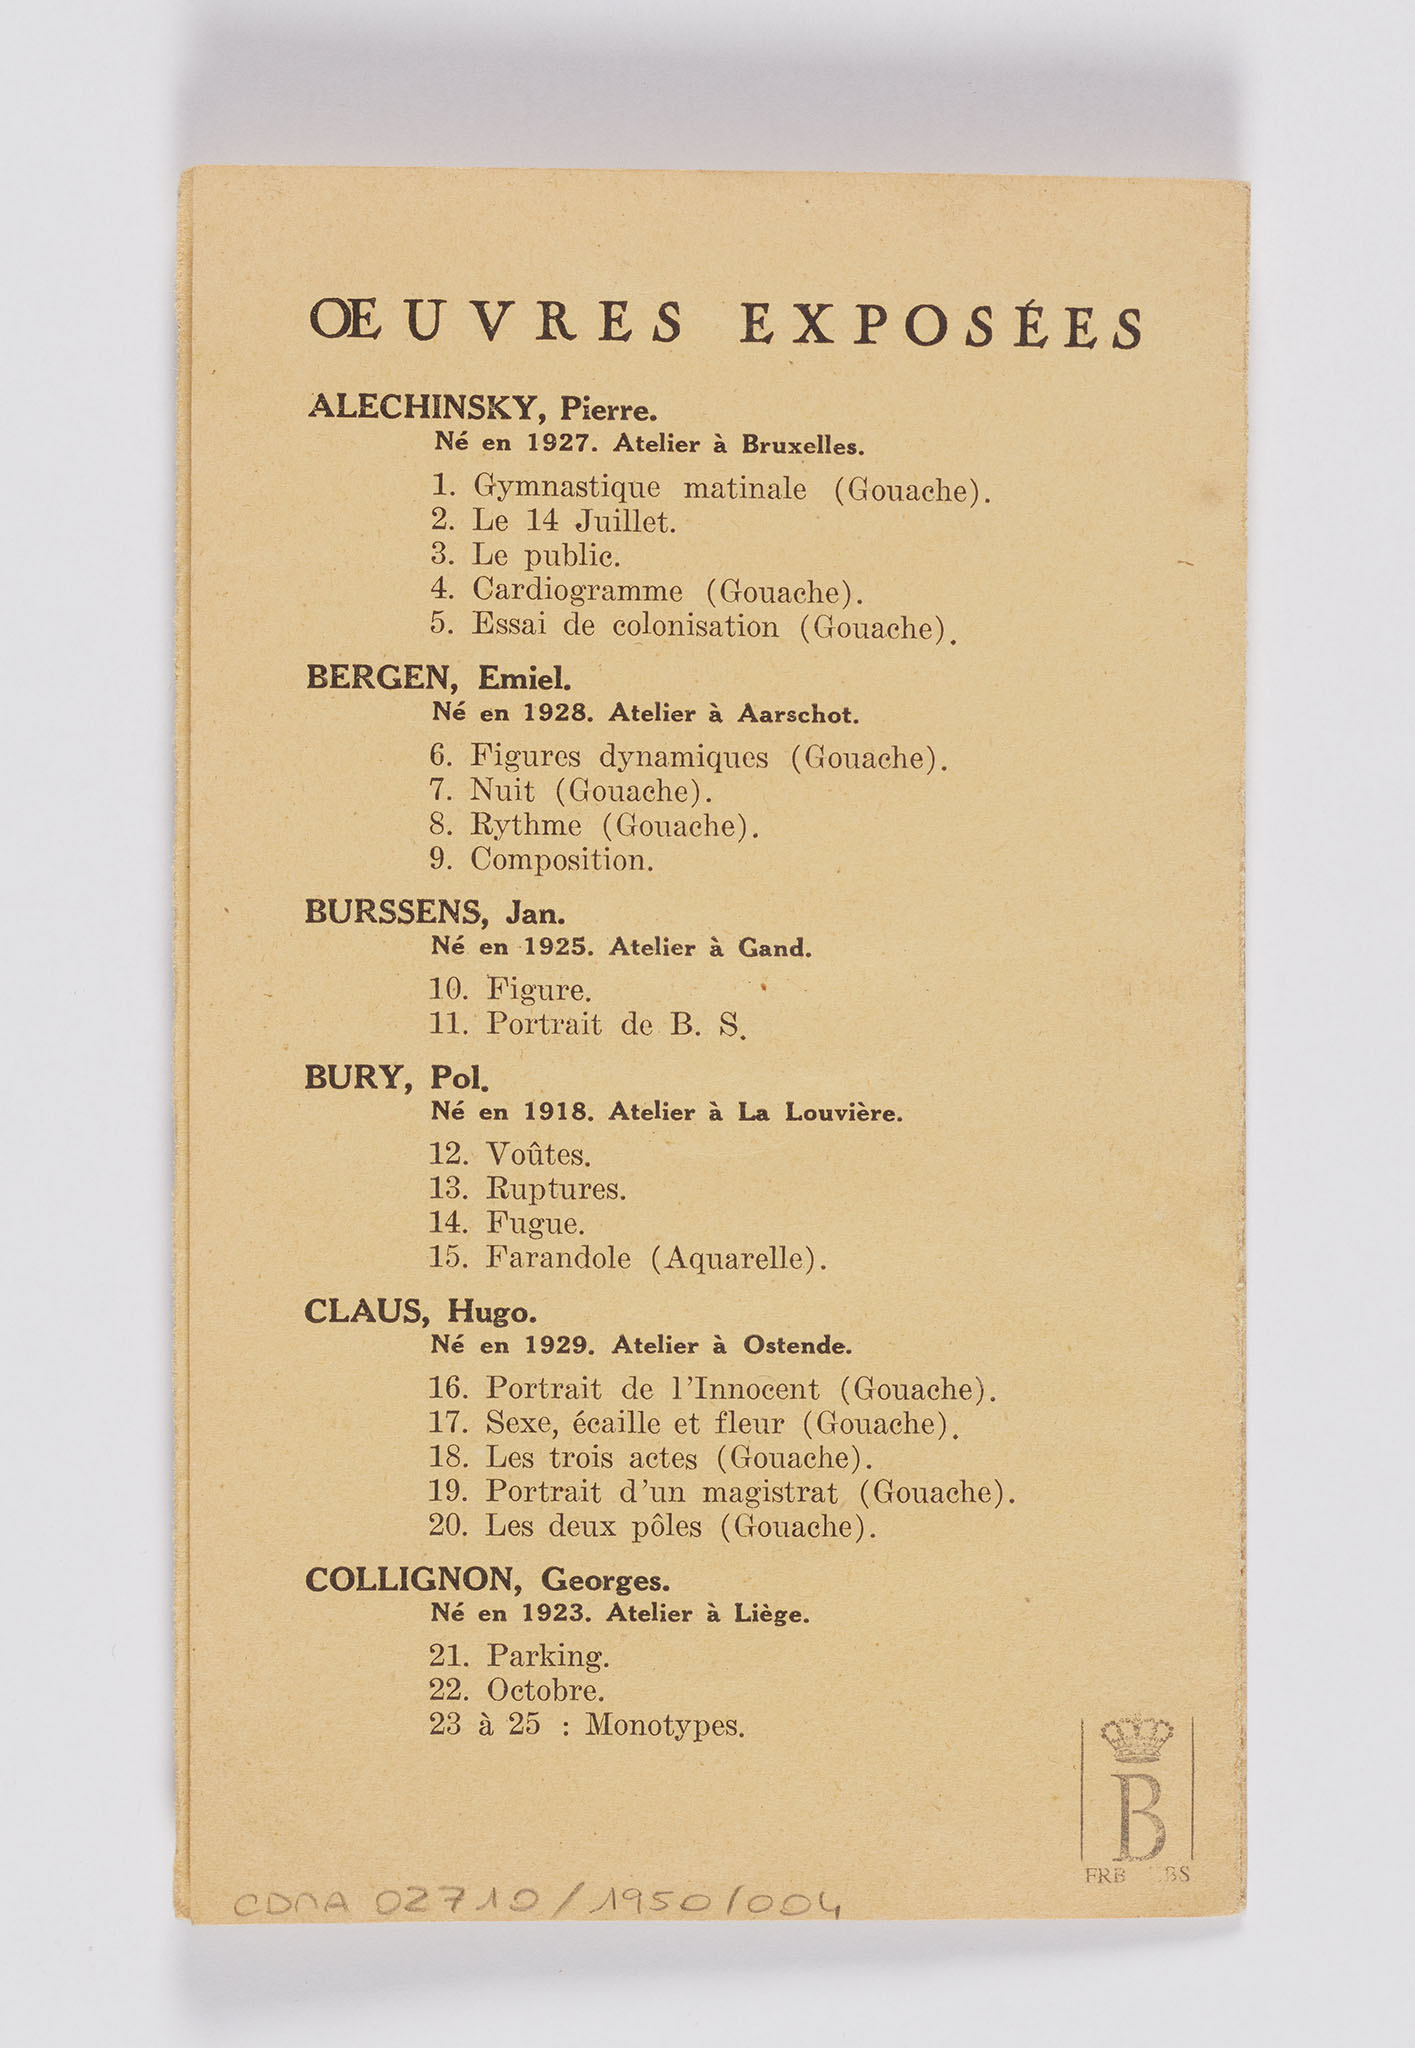 ŒUVRES EXPOSÉES
ALECHINSKY, Pierre.
Né en 1927. Atelier à Bruxelles.
1. Gymnastique matinale (Gouache).
2. Le 14 Juillet.
3. Le public.
4. Cardiogramme (Gouache).
5. Essai de colonisation (Gouache).
BERGEN, Emiel.
Né en 1928. Atelier à Aarschot.
6. Figures dynamiques (Gouache).
7. Nuit (Gouache).
8. Rythme (Gouache).
9. Composition.
BURSSENS, Jan.
Né en 1925. Atelier à Gand.
10. Figure.
11. Portrait de B. S.
BURY, Pol.
Né en 1918. Atelier à La Louvière.
12. Voûtes.
13. Ruptures.
14. Fugue.
15. Farandole (Aquarelle).
CLAUS, Hugo.
Né en 1929. Atelier à Ostende.
16. Portrait de l'Innocent (Gouache).
17. Sexe, écaille et fleur (Gouache).
18. Les trois actes (Gouache).
19. Portrait d'un magistrat (Gouache).
20. Les deux pôles (Gouache).
COLLIGNON, Georges.
Né en 1923. Atelier à Liège.
21. Parking.
22. Octobre.
23 à 25 : Monotypes.
B
FRB
CDMA 02710/1950/004